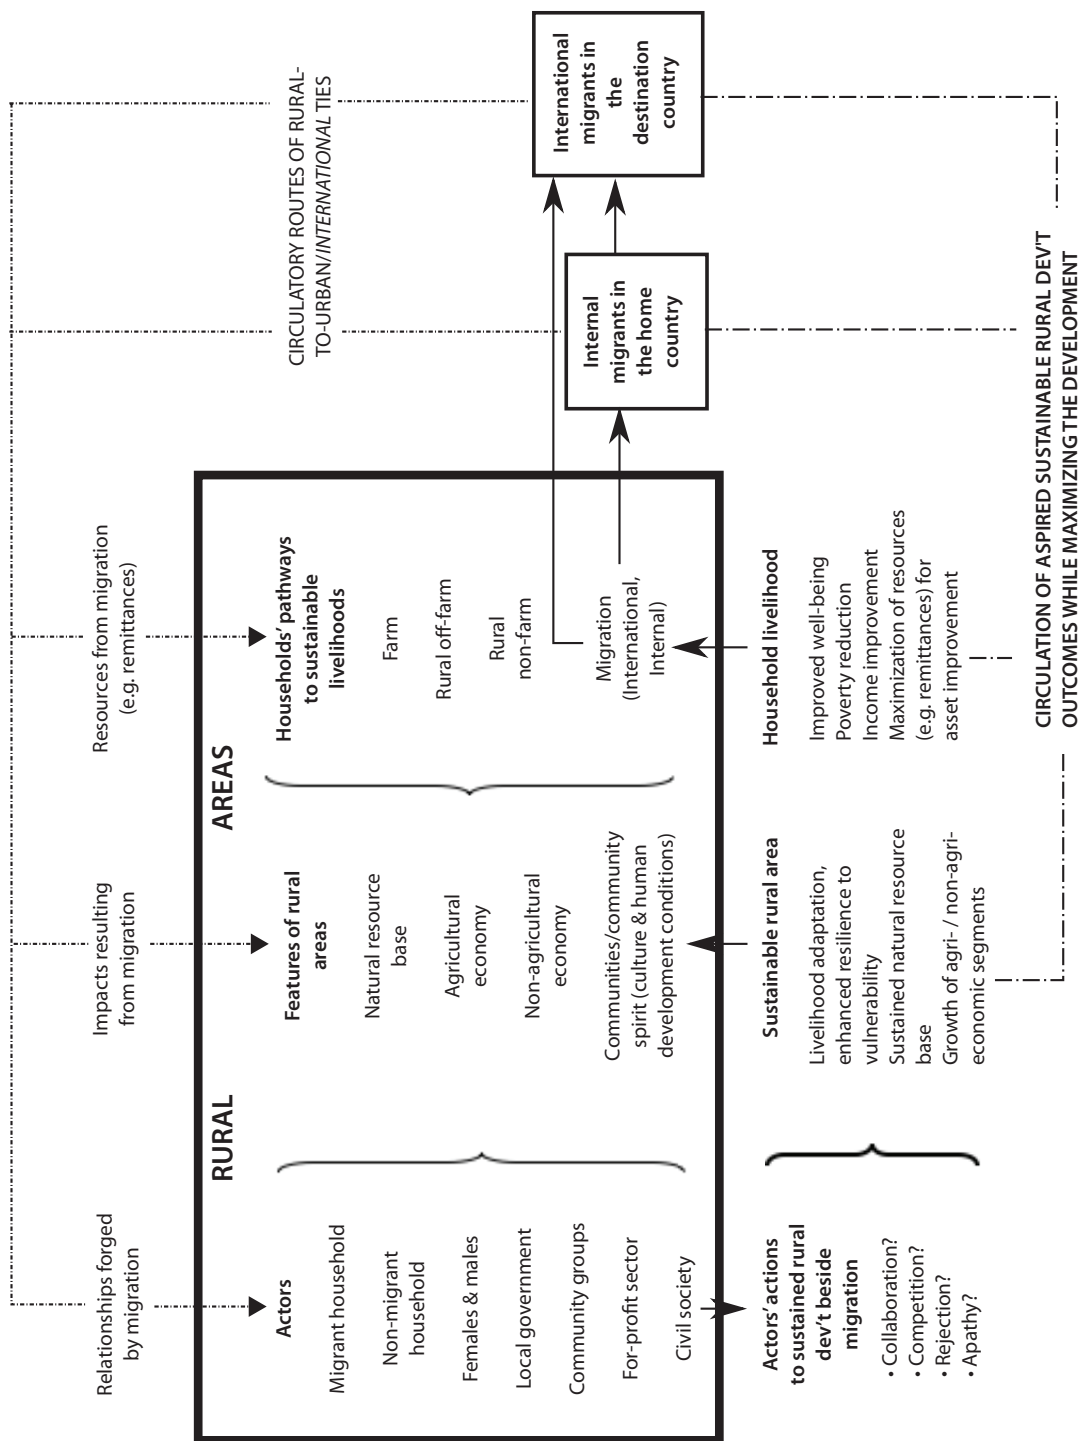 Relationships forged
by migration
Impacts resulting
from migration
Resources from migration
(e.g. remittances)
CIRCULATORY ROUTES OF RURAL-
TO-URBAN/INTERNATIONAL TIES
RURAL AREAS
Actors
Migrant household
Non-migrant
household
Females & males
Local government
Community groups
For-profit sector
Civil society
Features of rural
areas
Natural resource
base
Agricultural
economy
Non-agricultural
economy
Communities/community
spirit (culture & human
development conditions)
Households' pathways
to sustainable
livelihoods
Farm
Rural off-farm
Rural
non-farm
Migration
(International,
Internal)
Internal
migrants in
the home
country
International
migrants in
the
destination
country
Actors' actions
to sustained rural
dev't beside
migration
• Collaboration?
• Competition?
• Rejection?
• Apathy?
Sustainable rural area
Livelihood adaptation,
enhanced resilience to
vulnerability
Sustained natural resource
base
Growth of agri- / non-agri-
economic segments
Household livelihood
Improved well-being
Poverty reduction
Income improvement
Maximization of resources
(e.g. remittances) for
asset improvement
CIRCULATION OF ASPIRED SUSTAINABLE RURAL DEV'T
OUTCOMES WHILE MAXIMIZING THE DEVELOPMENT